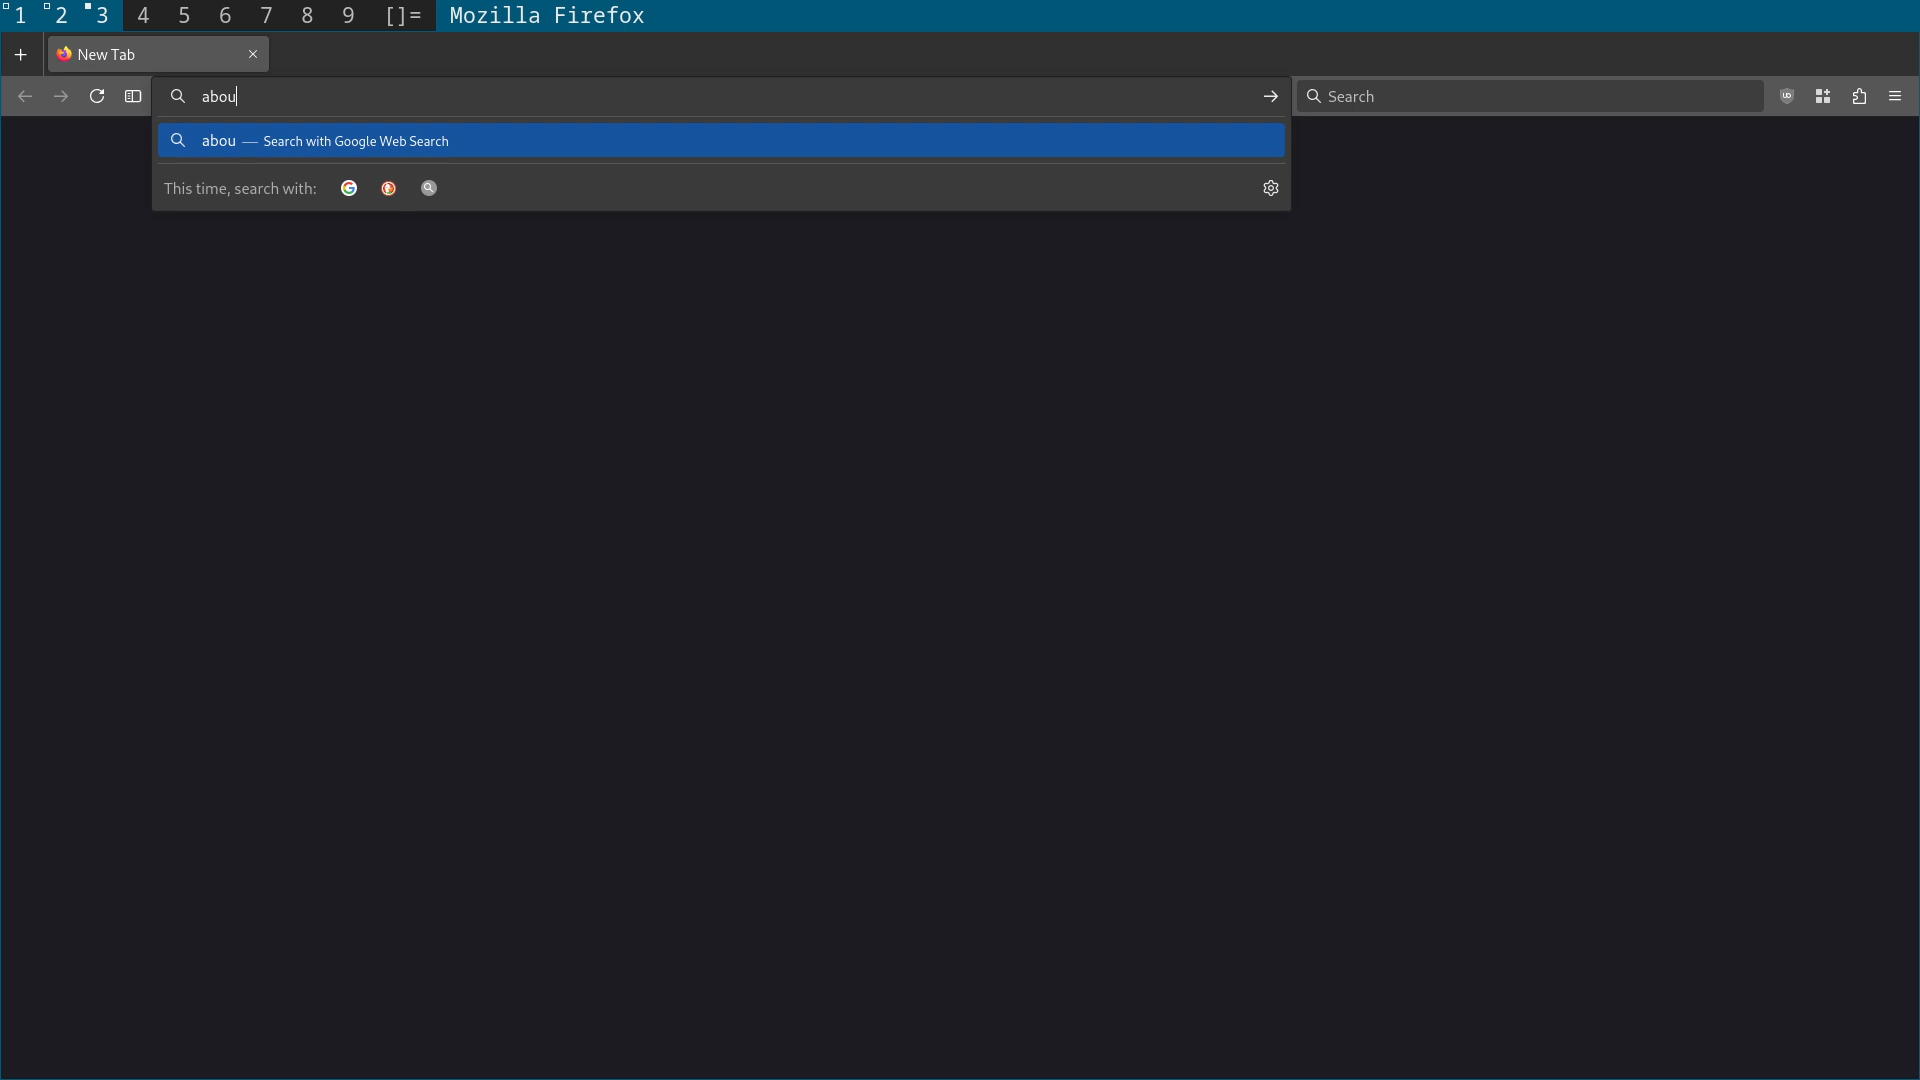 1 2 3 4 5 6 7 8 9 []= Mozilla Firefox
New Tab
abou
Search
abou — Search with Google Web Search
This time, search with: